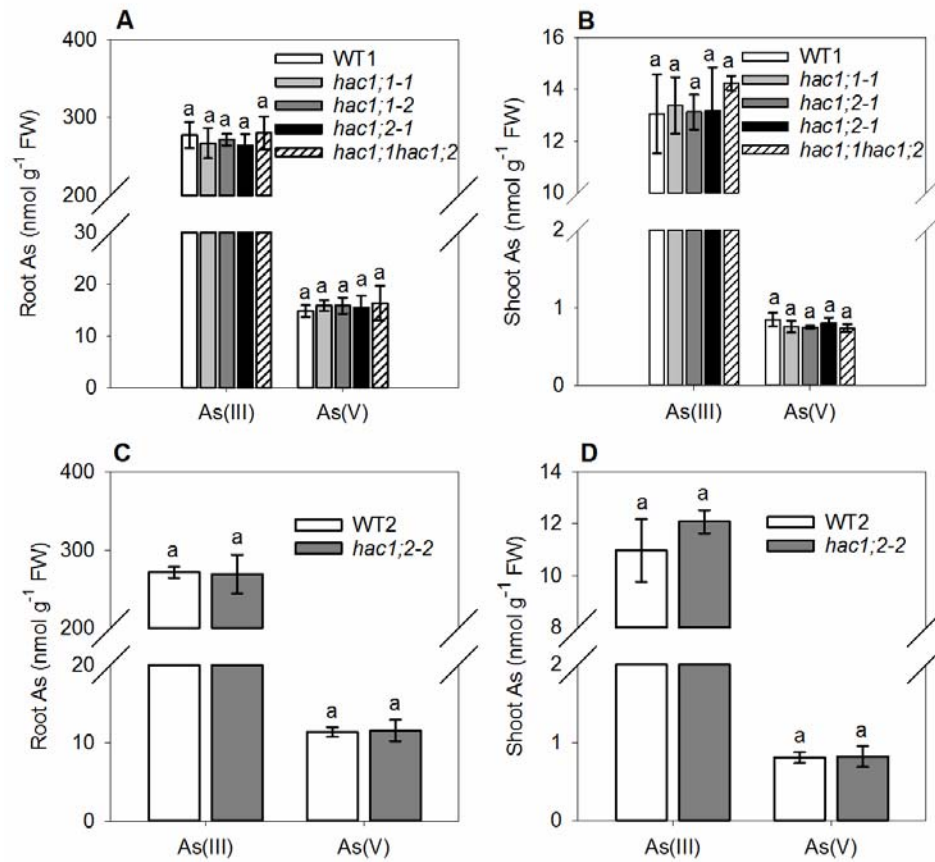 A
400
300
200
30
20
10
0
Root As (nmol g⁻¹ FW)
WT1
hac1;1-1
hac1;1-2
hac1;2-1
hac1;1hac1;2
a a a a a
a a a a a
As(III) As(V)
B
16
14
12
10
2
1
0
Shoot As (nmol g⁻¹ FW)
WT1
hac1;1-1
hac1;2-1
hac1;2-1
hac1;1hac1;2
a a a a a
a a a a a
As(III) As(V)
C
400
300
200
20
10
0
Root As (nmol g⁻¹ FW)
WT2
hac1;2-2
a a
a a
As(III) As(V)
D
14
12
10
8
2
1
0
Shoot As (nmol g⁻¹ FW)
WT2
hac1;2-2
a a
a a
As(III) As(V)